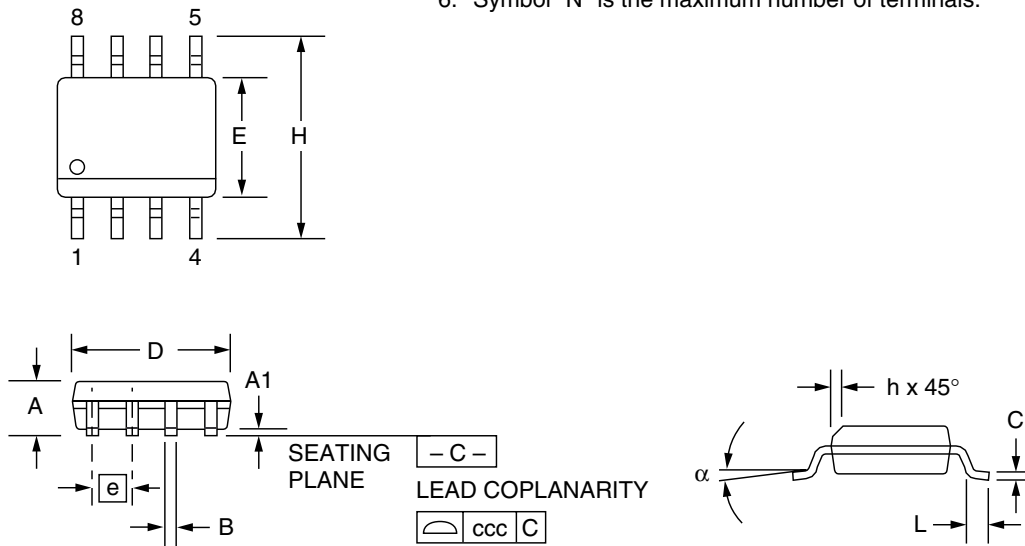 6. "Symbol "N" is the maximum number of terminals.
8 5
E H
1 4
D
A1
A
SEATING
PLANE
– C –
LEAD COPLANARITY
ccc C
e
B
h x 45°
C
α
L